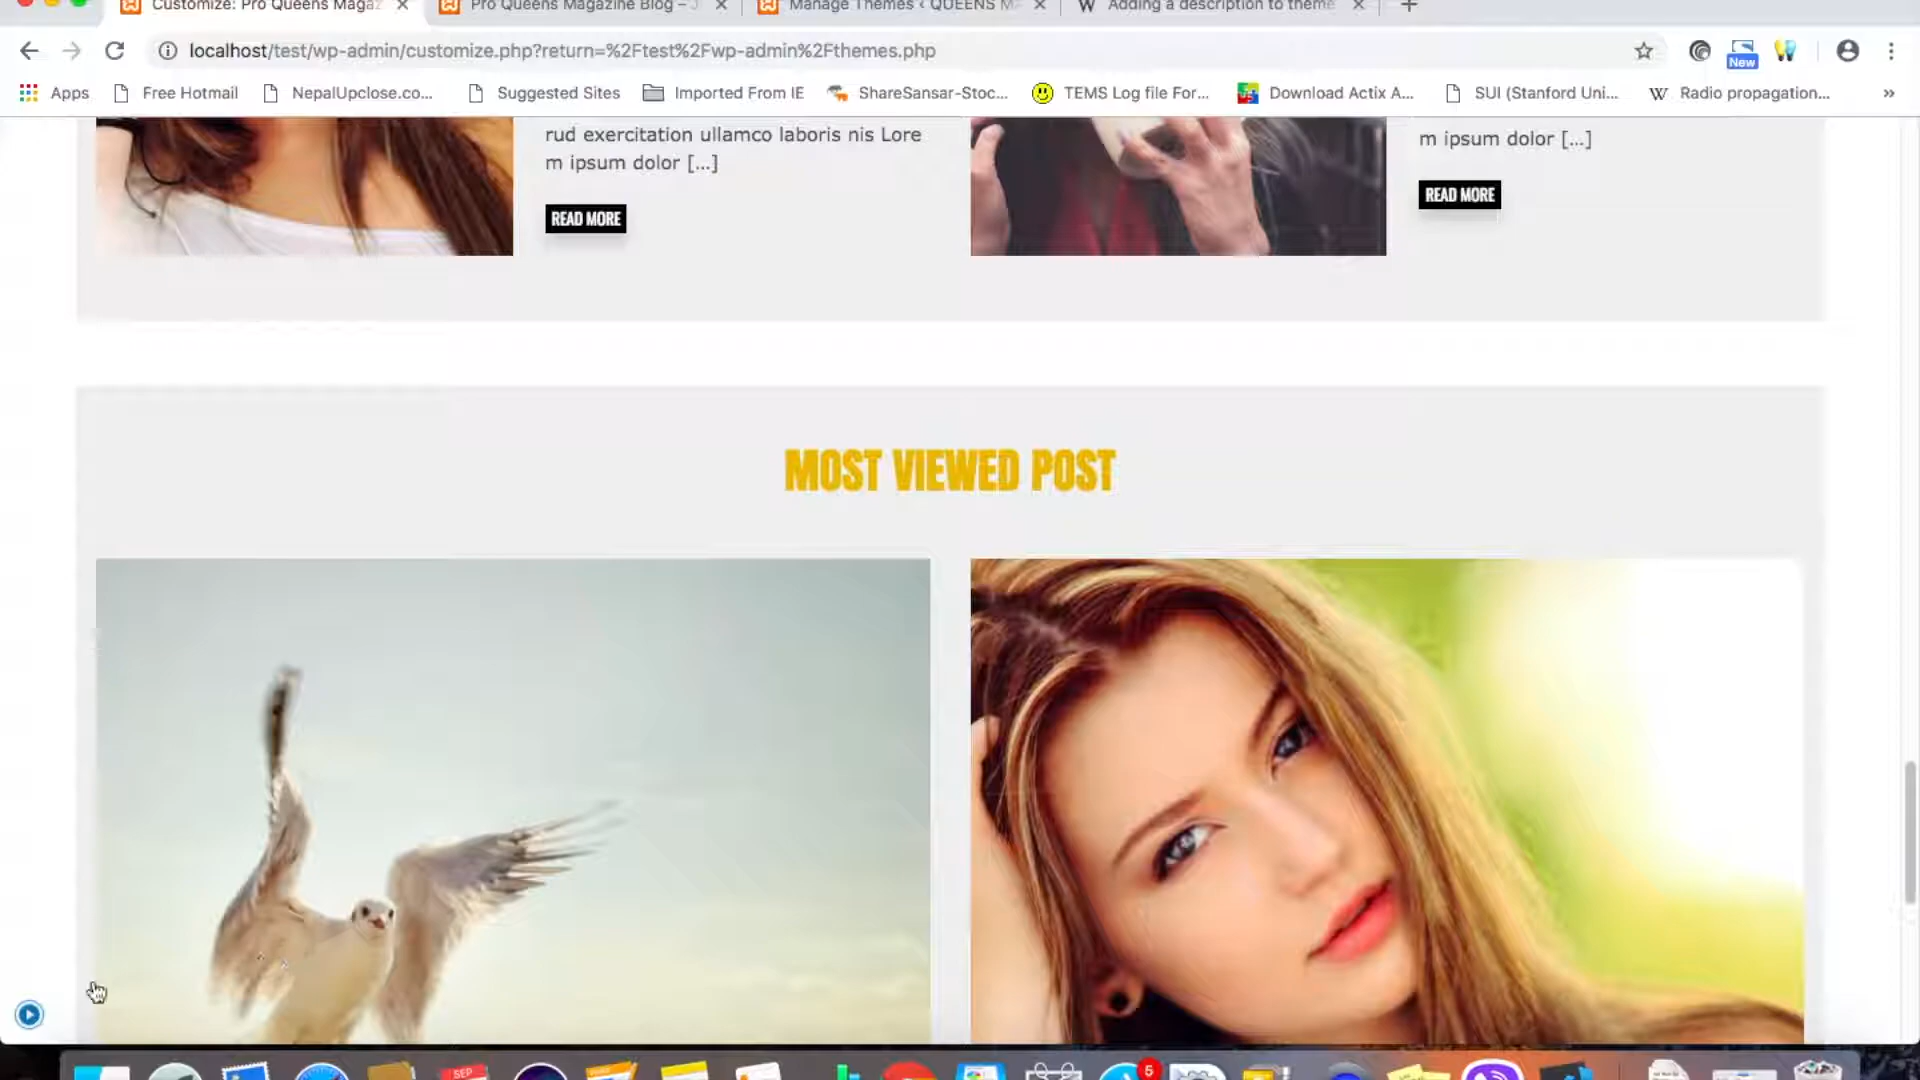 Customize: Pro Queens Magaz
Pro Queens Magazine Blog – J
Manage Themes ‹ QUEENS MA
Adding a description to theme
localhost/test/wp-admin/customize.php?return=%2Ftest%2Fwp-admin%2Fthemes.php
New
Apps
Free Hotmail
NepalUpclose.co...
Suggested Sites
Imported From IE
ShareSansar-Stoc...
TEMS Log file For...
Download Actix A...
SUI (Stanford Uni...
Radio propagation...
»
rud exercitation ullamco laboris nis Lore
m ipsum dolor [...]
READ MORE
m ipsum dolor [...]
READ MORE
MOST VIEWED POST
SEP
5